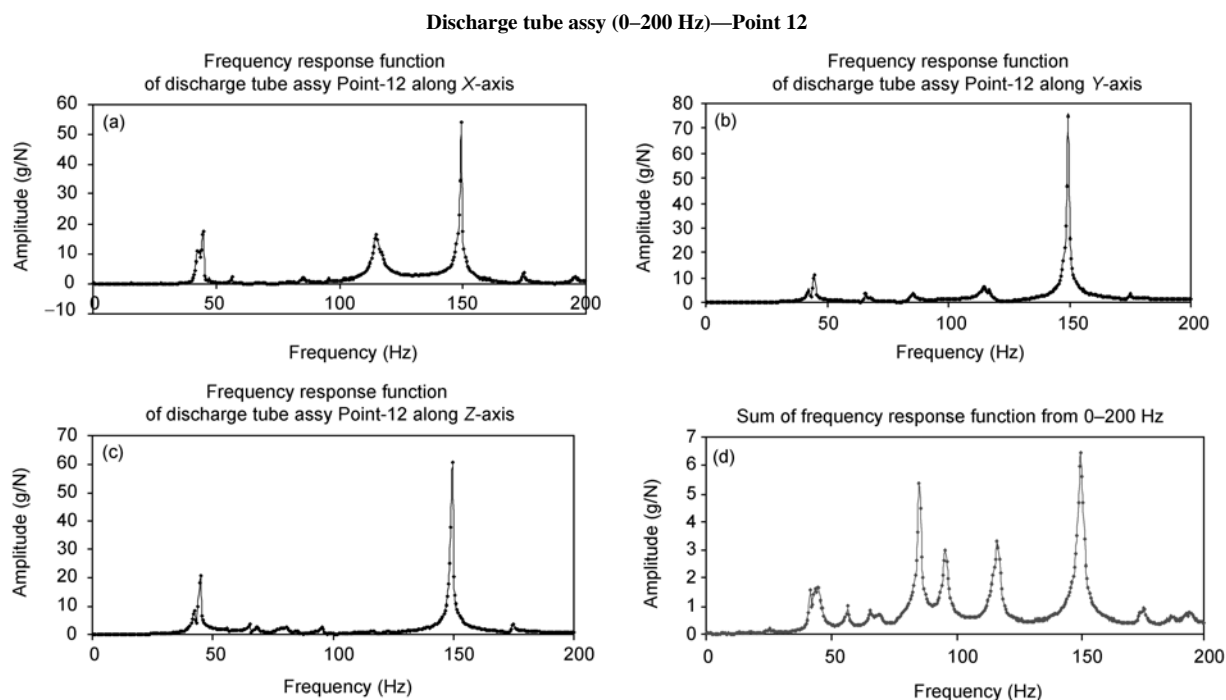 Discharge tube assy (0–200 Hz)—Point 12
Frequency response function
of discharge tube assy Point-12 along X-axis
(a)
Amplitude (g/N)
60
50
40
30
20
10
0
–10
0
50
100
150
200
Frequency (Hz)
Frequency response function
of discharge tube assy Point-12 along Y-axis
(b)
Amplitude (g/N)
80
70
60
50
40
30
20
10
0
0
50
100
150
200
Frequency (Hz)
Frequency response function
of discharge tube assy Point-12 along Z-axis
(c)
Amplitude (g/N)
70
60
50
40
30
20
10
0
0
50
100
150
200
Frequency (Hz)
Sum of frequency response function from 0–200 Hz
(d)
Amplitude (g/N)
7
6
5
4
3
2
1
0
0
50
100
150
200
Frequency (Hz)